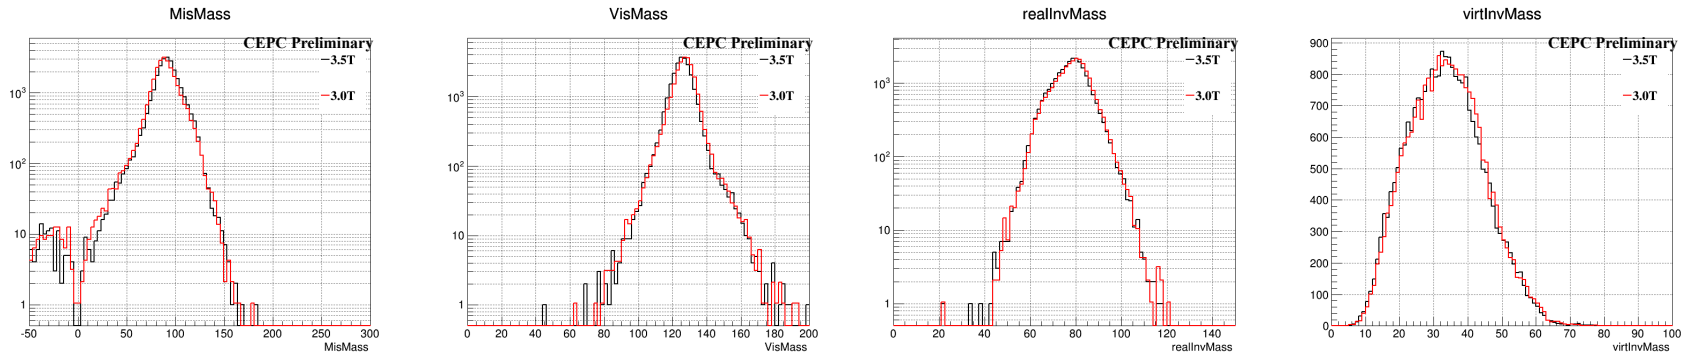 MisMass
CEPC Preliminary
3.5T
3.0T
10³
10²
10
1
-50 0 50 100 150 200 250 300
MisMass
VisMass
CEPC Preliminary
3.5T
3.0T
10³
10²
10
1
0 20 40 60 80 100 120 140 160 180 200
VisMass
realInvMass
CEPC Preliminary
3.5T
3.0T
10³
10²
10
1
0 20 40 60 80 100 120 140
realInvMass
virtInvMass
CEPC Preliminary
3.5T
3.0T
900
800
700
600
500
400
300
200
100
0
0 10 20 30 40 50 60 70 80 90 100
virtInvMass